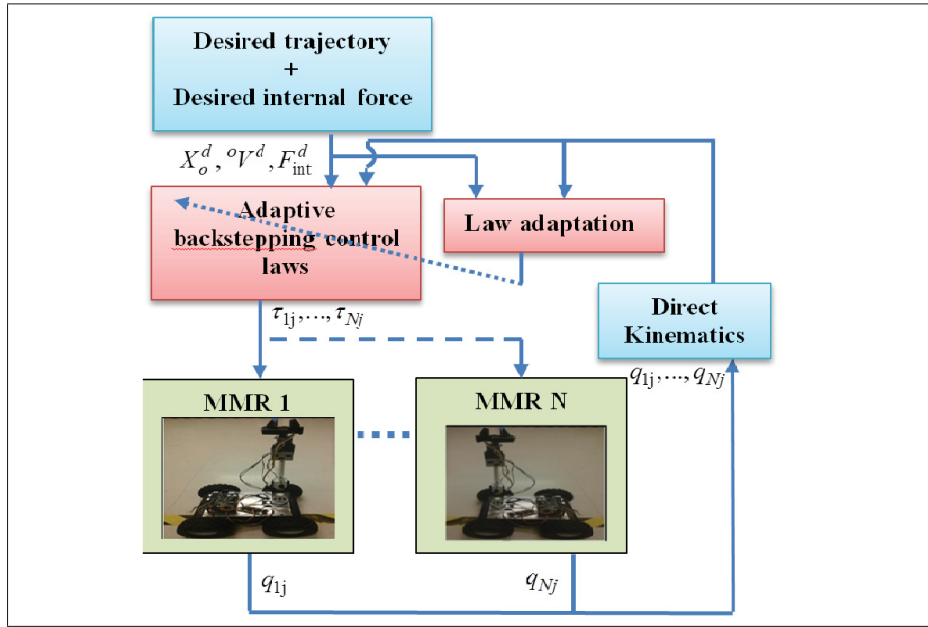 Desired trajectory
+
Desired internal force
X_o^d, ^oV^d, F_int^d
Adaptive
backstepping control
laws
Law adaptation
τ_1j,...,τ_Nj
Direct
Kinematics
q_1j,...,q_Nj
MMR 1
MMR N
q_1j
q_Nj